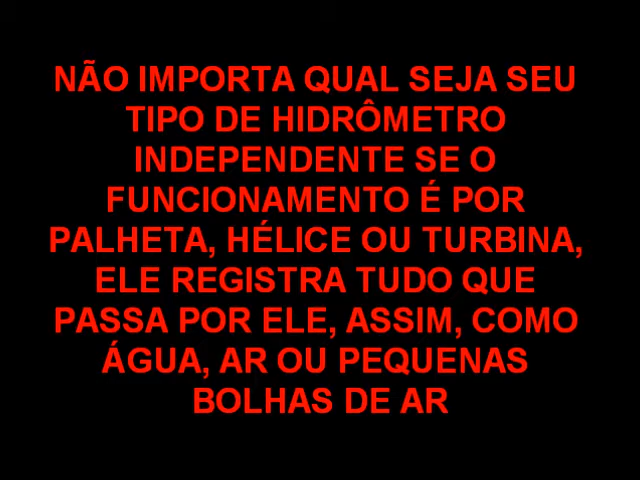 NÃO IMPORTA QUAL SEJA SEU
TIPO DE HIDRÔMETRO
INDEPENDENTE SE O
FUNCIONAMENTO É POR
PALHETA, HÉLICE OU TURBINA,
ELE REGISTRA TUDO QUE
PASSA POR ELE, ASSIM, COMO
ÁGUA, AR OU PEQUENAS
BOLHAS DE AR